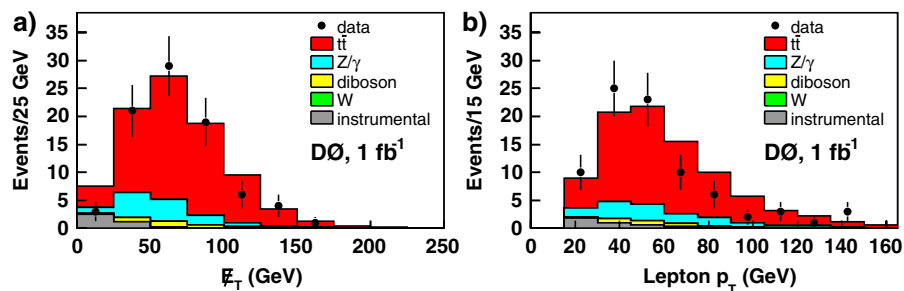 a)
Events/25 GeV
35
30
25
20
15
10
5
0
0 50 100 150 200 250
E̸_T (GeV)
data
tt̄
Z/γ
diboson
W
instrumental
DØ, 1 fb⁻¹
b)
Events/15 GeV
35
30
25
20
15
10
5
0
0 20 40 60 80 100 120 140 160
Lepton p_T (GeV)
data
tt̄
Z/γ
diboson
W
instrumental
DØ, 1 fb⁻¹